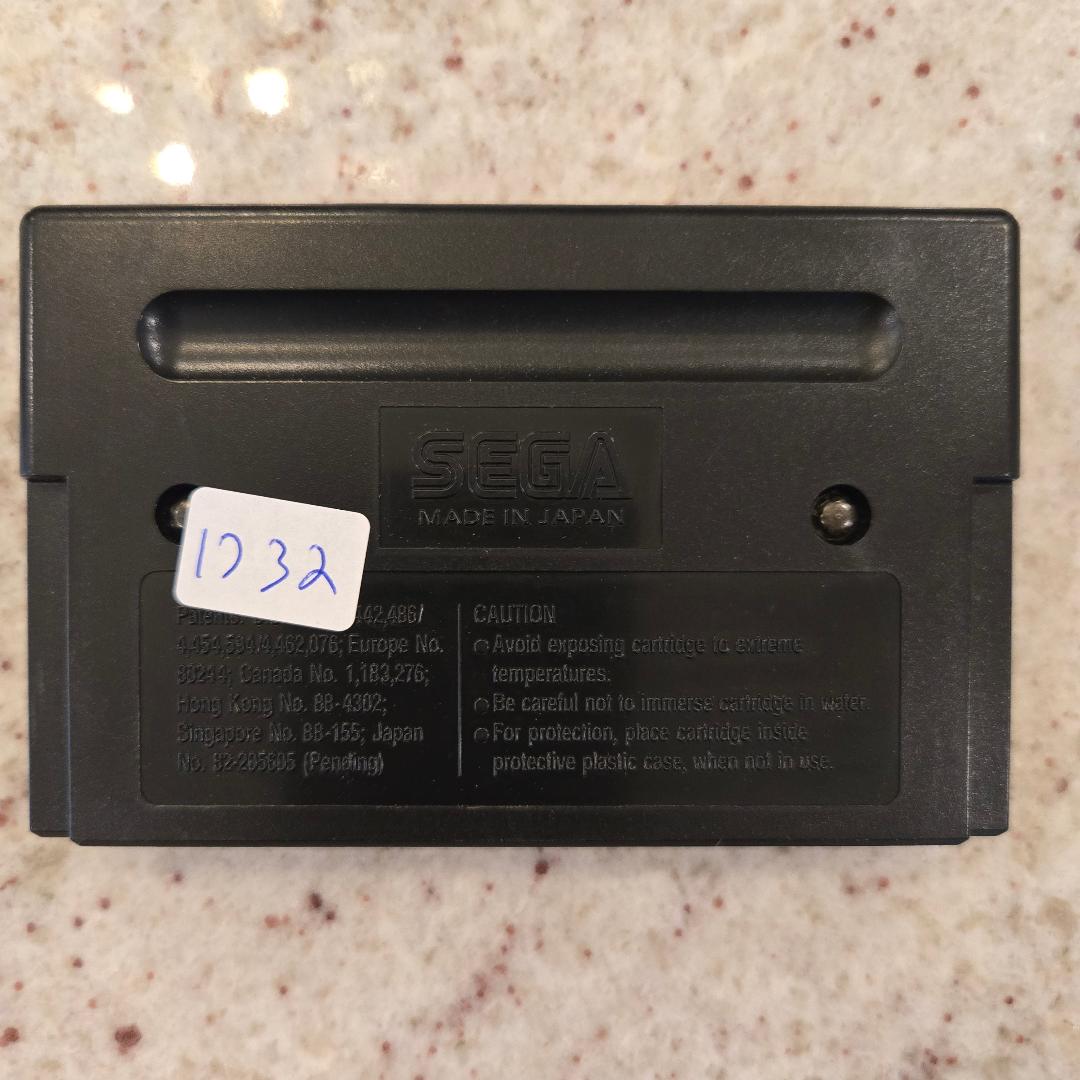 SEGA
MADE IN JAPAN
1732
Patents: 442,486/
4,454,594/4,462,076; Europe No.
80244; Canada No. 1,183,276;
Hong Kong No. 88-4302;
Singapore No. 88-155; Japan
No. 82-205605 (Pending)
CAUTION
Avoid exposing cartridge to extreme
temperatures.
Be careful not to immerse cartridge in water.
For protection, place cartridge inside
protective plastic case, when not in use.